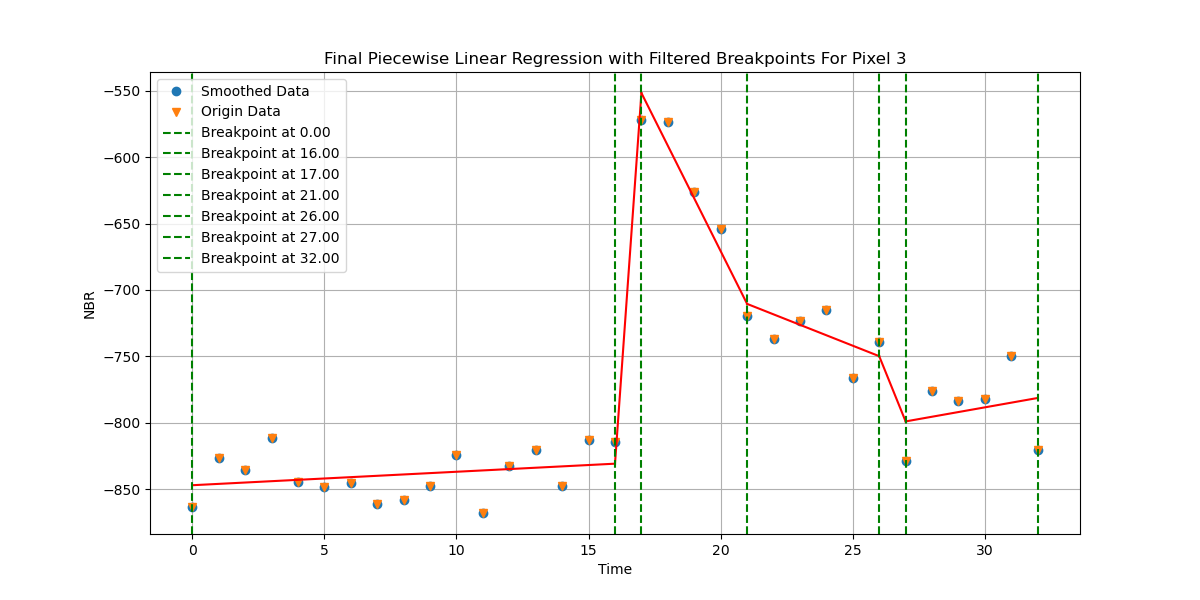 Final Piecewise Linear Regression with Filtered Breakpoints For Pixel 3
Smoothed Data
Origin Data
Breakpoint at 0.00
Breakpoint at 16.00
Breakpoint at 17.00
Breakpoint at 21.00
Breakpoint at 26.00
Breakpoint at 27.00
Breakpoint at 32.00
−550
−600
−650
−700
−750
−800
−850
NBR
0 5 10 15 20 25 30
Time